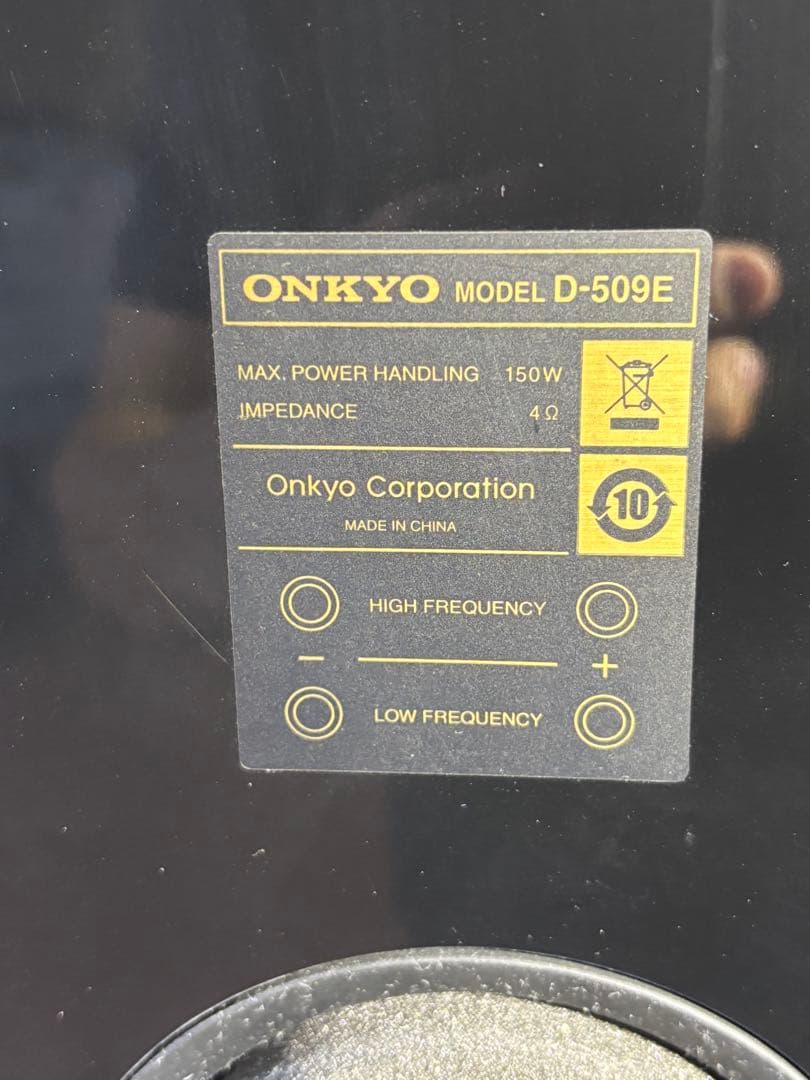 ONKYO MODEL D-509E
MAX. POWER HANDLING 150W
IMPEDANCE 4Ω
Onkyo Corporation
MADE IN CHINA
10
HIGH FREQUENCY
− +
LOW FREQUENCY